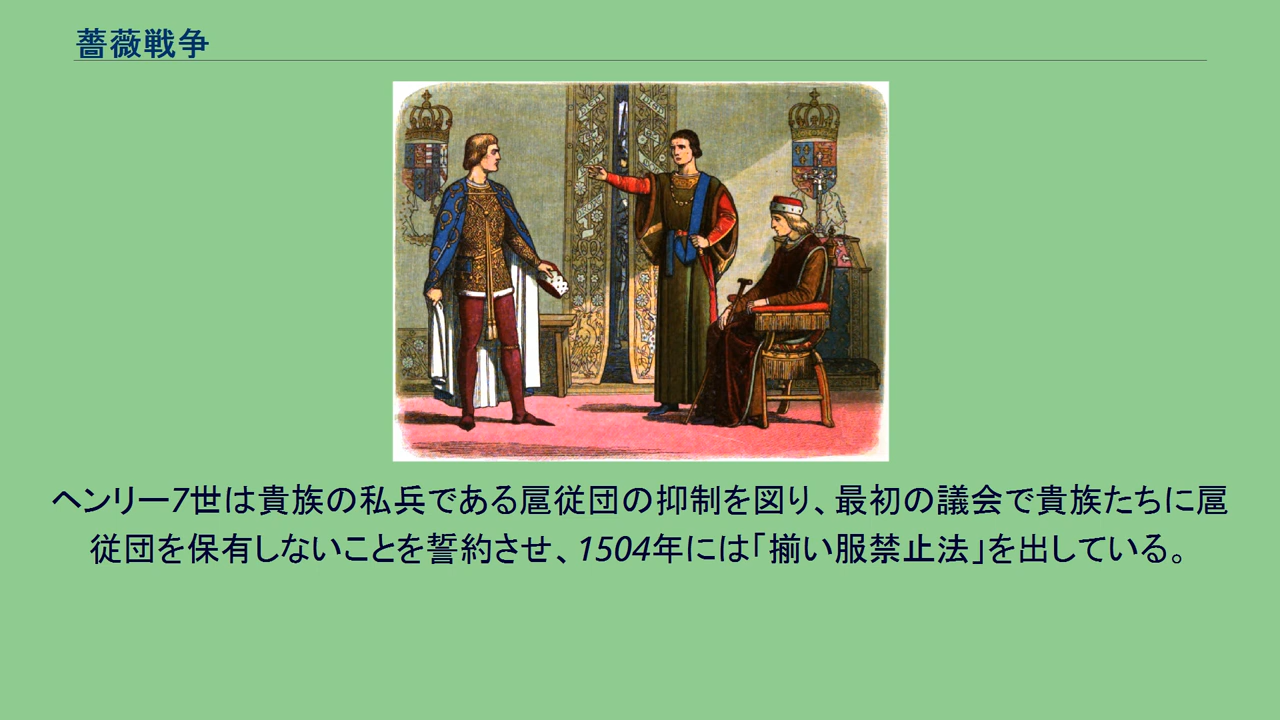 薔薇戦争
ヘンリー7世は貴族の私兵である扈従団の抑制を図り、最初の議会で貴族たちに扈
従団を保有しないことを誓約させ、1504年には「揃い服禁止法」を出している。